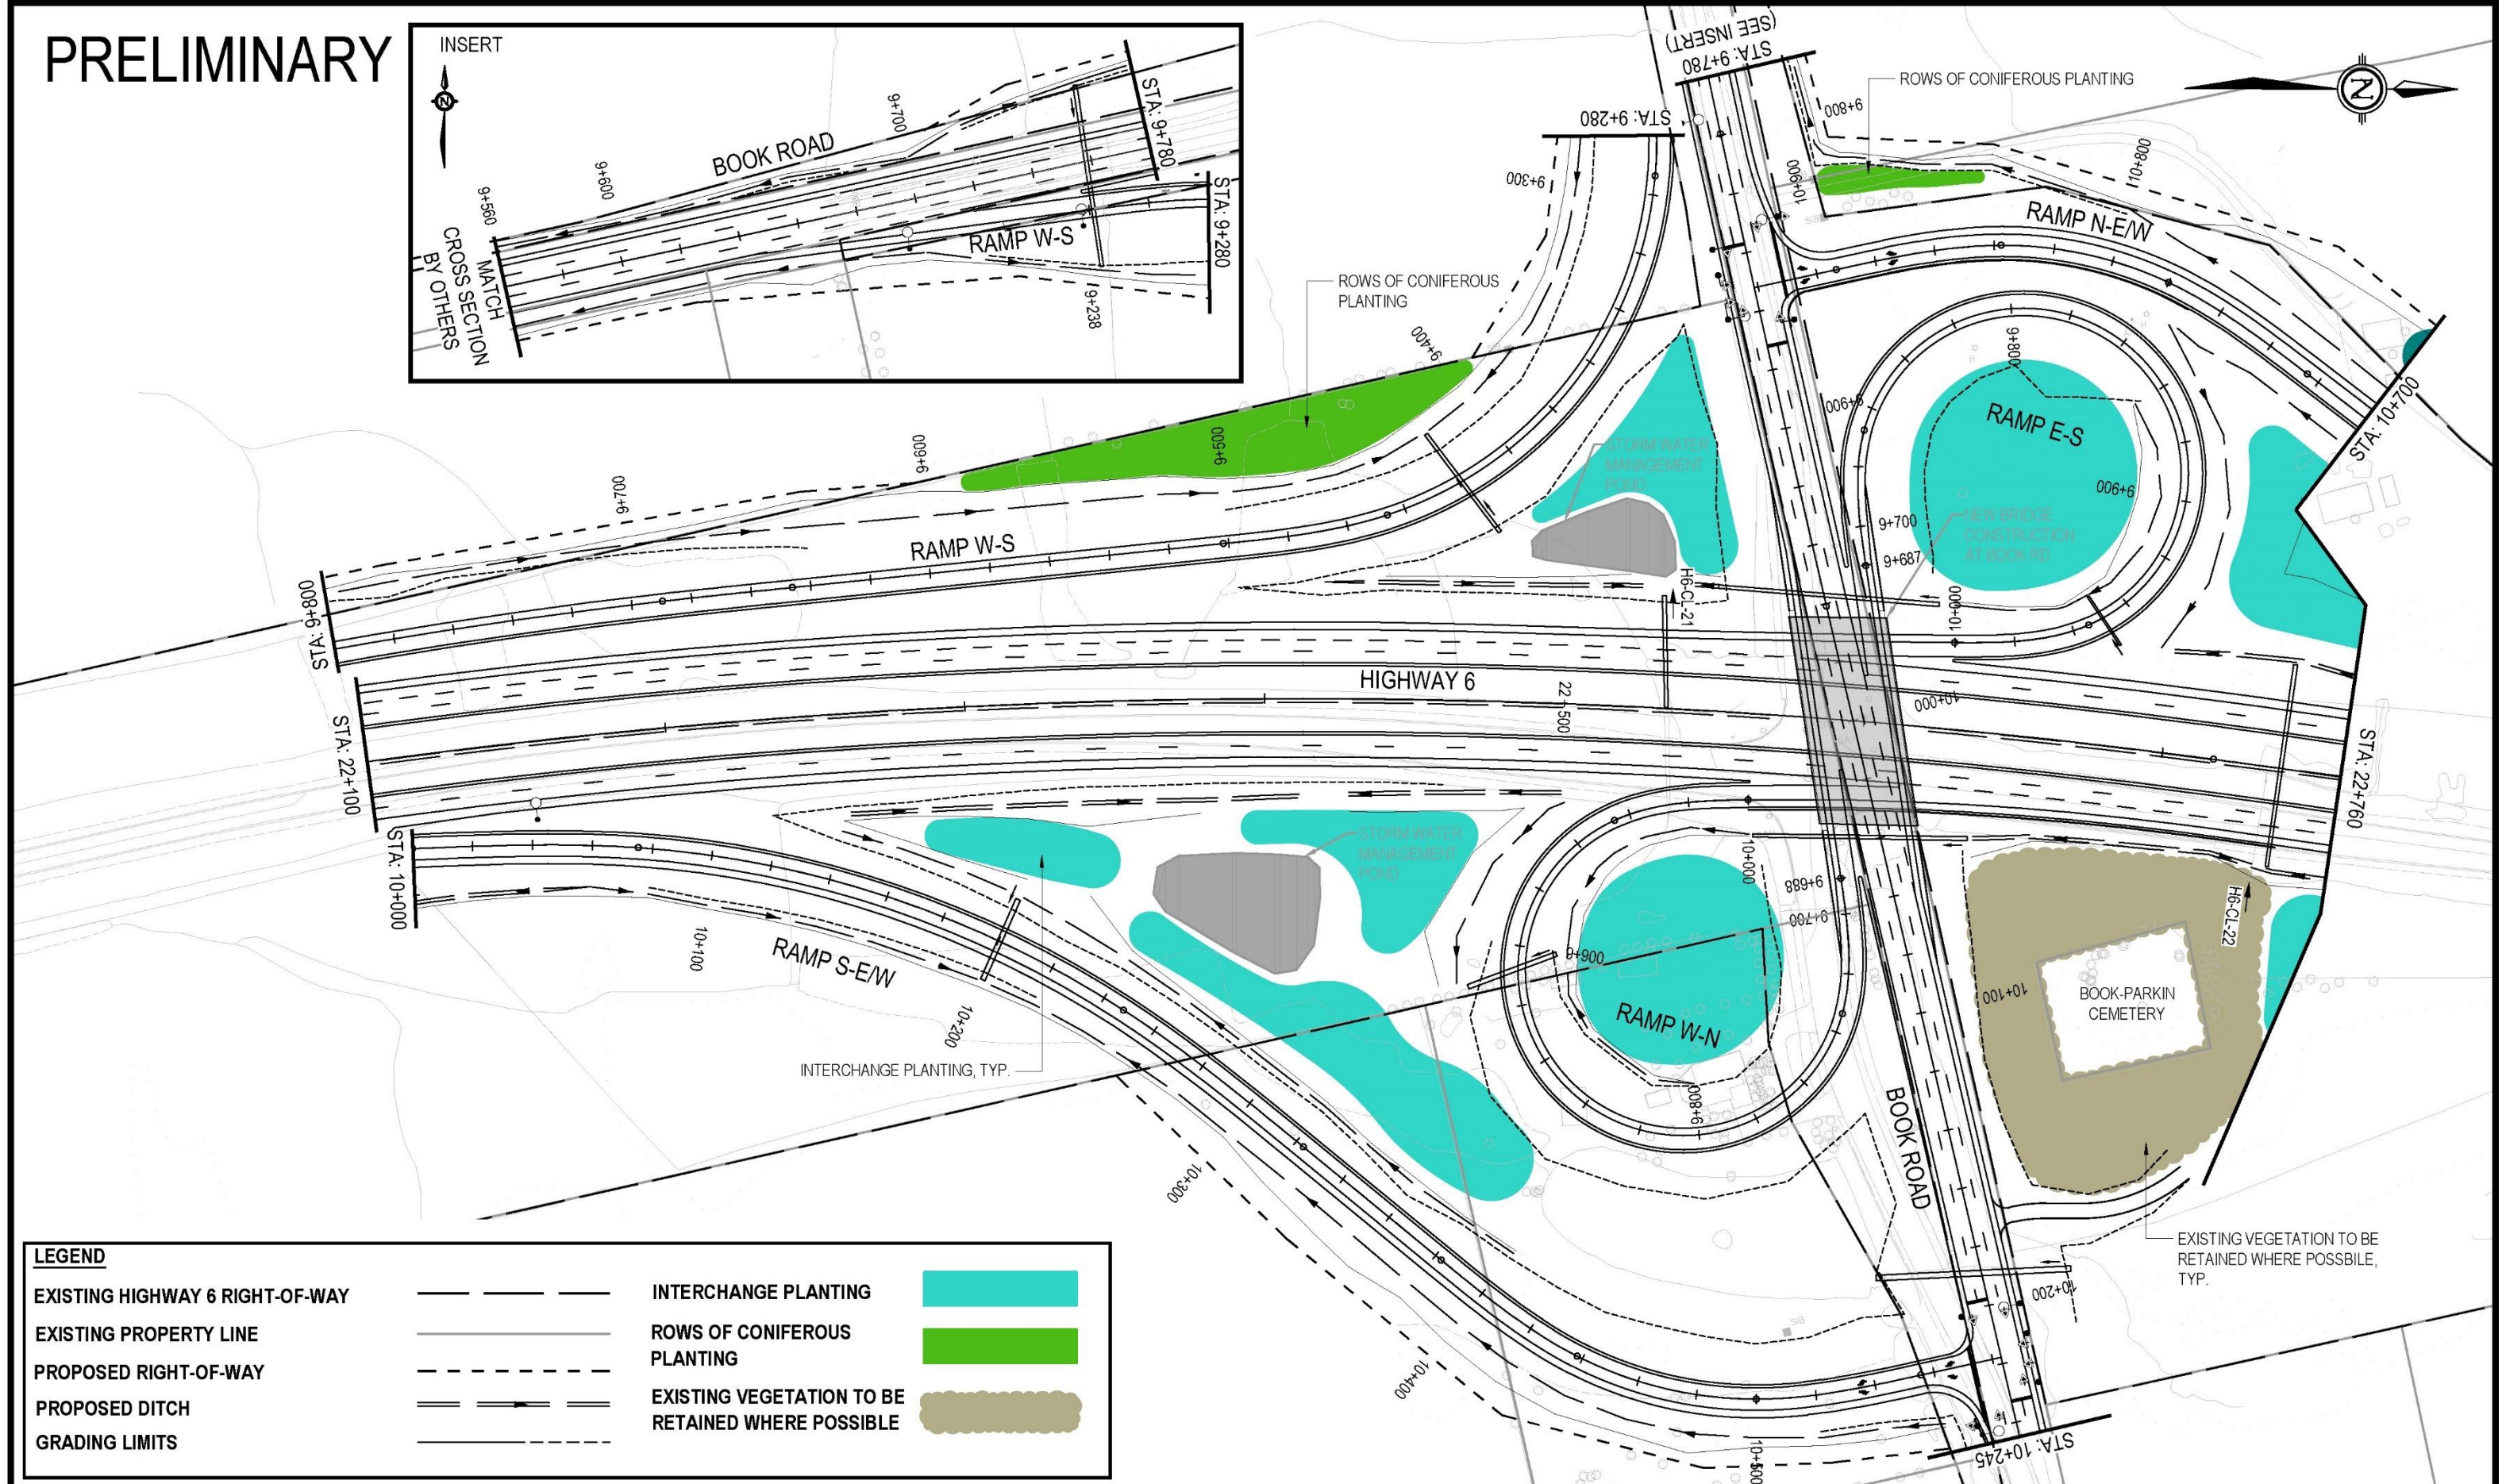 PRELIMINARY
INSERT
N
BOOK ROAD
9+700
9+600
9+560
MATCH
CROSS SECTION
BY OTHERS
RAMP W-S
STA: 9+780
STA: 9+280
9+238
STA: 9+780
(SEE INSERT)
STA: 9+280
9+300
9+800
10+900
ROWS OF CONIFEROUS PLANTING
N
10+800
RAMP N-E/W
ROWS OF CONIFEROUS
PLANTING
9+400
9+500
9+600
9+700
STA: 9+800
RAMP W-S
STORM WATER
MANAGEMENT
POND
H6-CL-21
9+800
9+900
RAMP E-S
9+900
9+700
9+687
NEW BRIDGE
CONSTRUCTION
AT BOOK RD
10+000
STA: 10+700
HIGHWAY 6
22+500
10+000
STA: 22+100
STA: 22+760
STA: 10+000
10+100
RAMP S-E/W
10+200
INTERCHANGE PLANTING, TYP.
STORM WATER
MANAGEMENT
POND
10+000
9+688
9+700
9+900
RAMP W-N
9+800
BOOK ROAD
10+100
H6-CL-22
BOOK-PARKIN
CEMETERY
EXISTING VEGETATION TO BE
RETAINED WHERE POSSBILE,
TYP.
10+200
SIB
SIB
10+300
10+400
10+500
STA: 10+245
LEGEND
EXISTING HIGHWAY 6 RIGHT-OF-WAY
EXISTING PROPERTY LINE
PROPOSED RIGHT-OF-WAY
PROPOSED DITCH
GRADING LIMITS
INTERCHANGE PLANTING
ROWS OF CONIFEROUS
PLANTING
EXISTING VEGETATION TO BE
RETAINED WHERE POSSIBLE